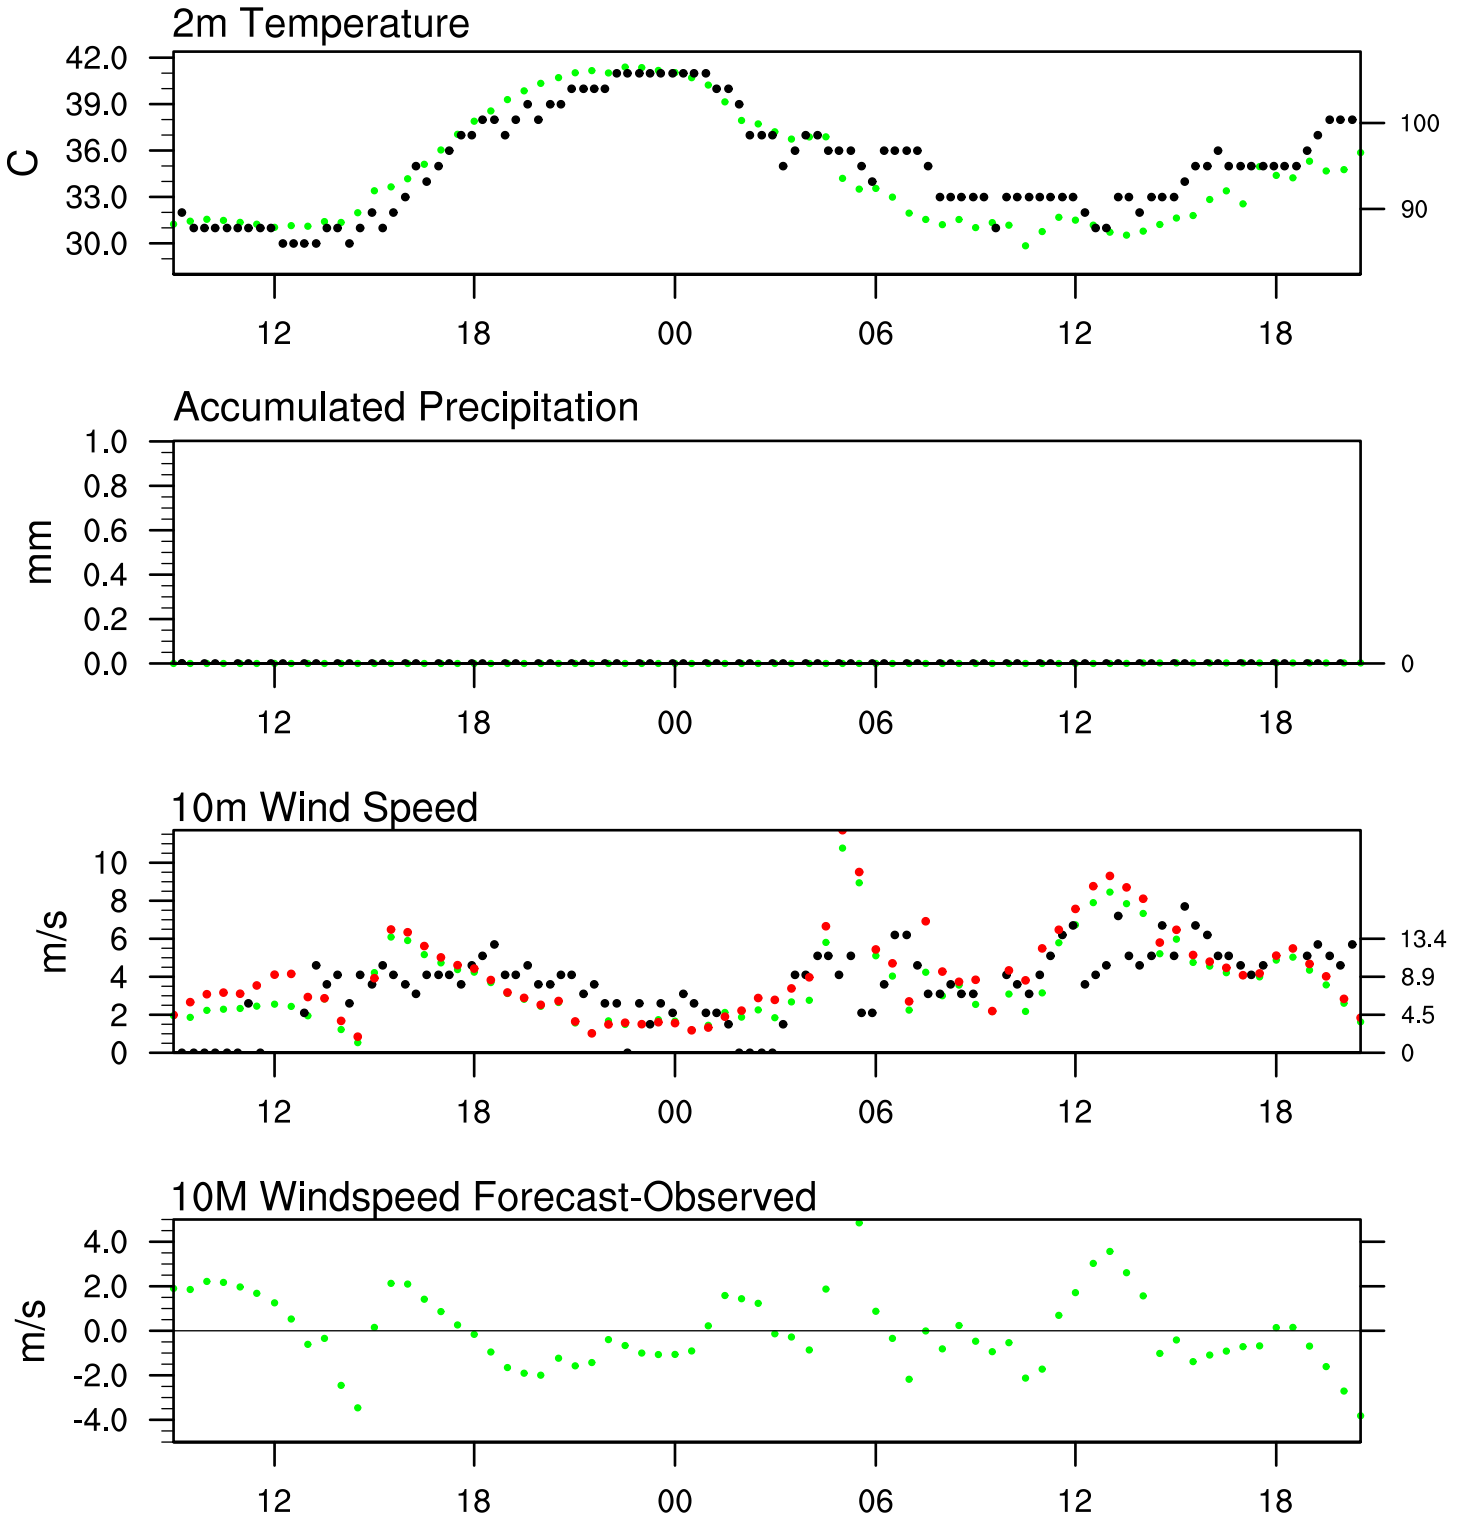 2m Temperature
42.0
39.0
100
36.0
C
33.0
90
30.0
12 18 00 06 12 18
Accumulated Precipitation
1.0
0.8
0.6
mm
0.4
0.2
0.0 0
12 18 00 06 12 18
10m Wind Speed
10
8
m/s
6 13.4
4 8.9
2 4.5
0 0
12 18 00 06 12 18
10M Windspeed Forecast-Observed
4.0
2.0
m/s
0.0
-2.0
-4.0
12 18 00 06 12 18